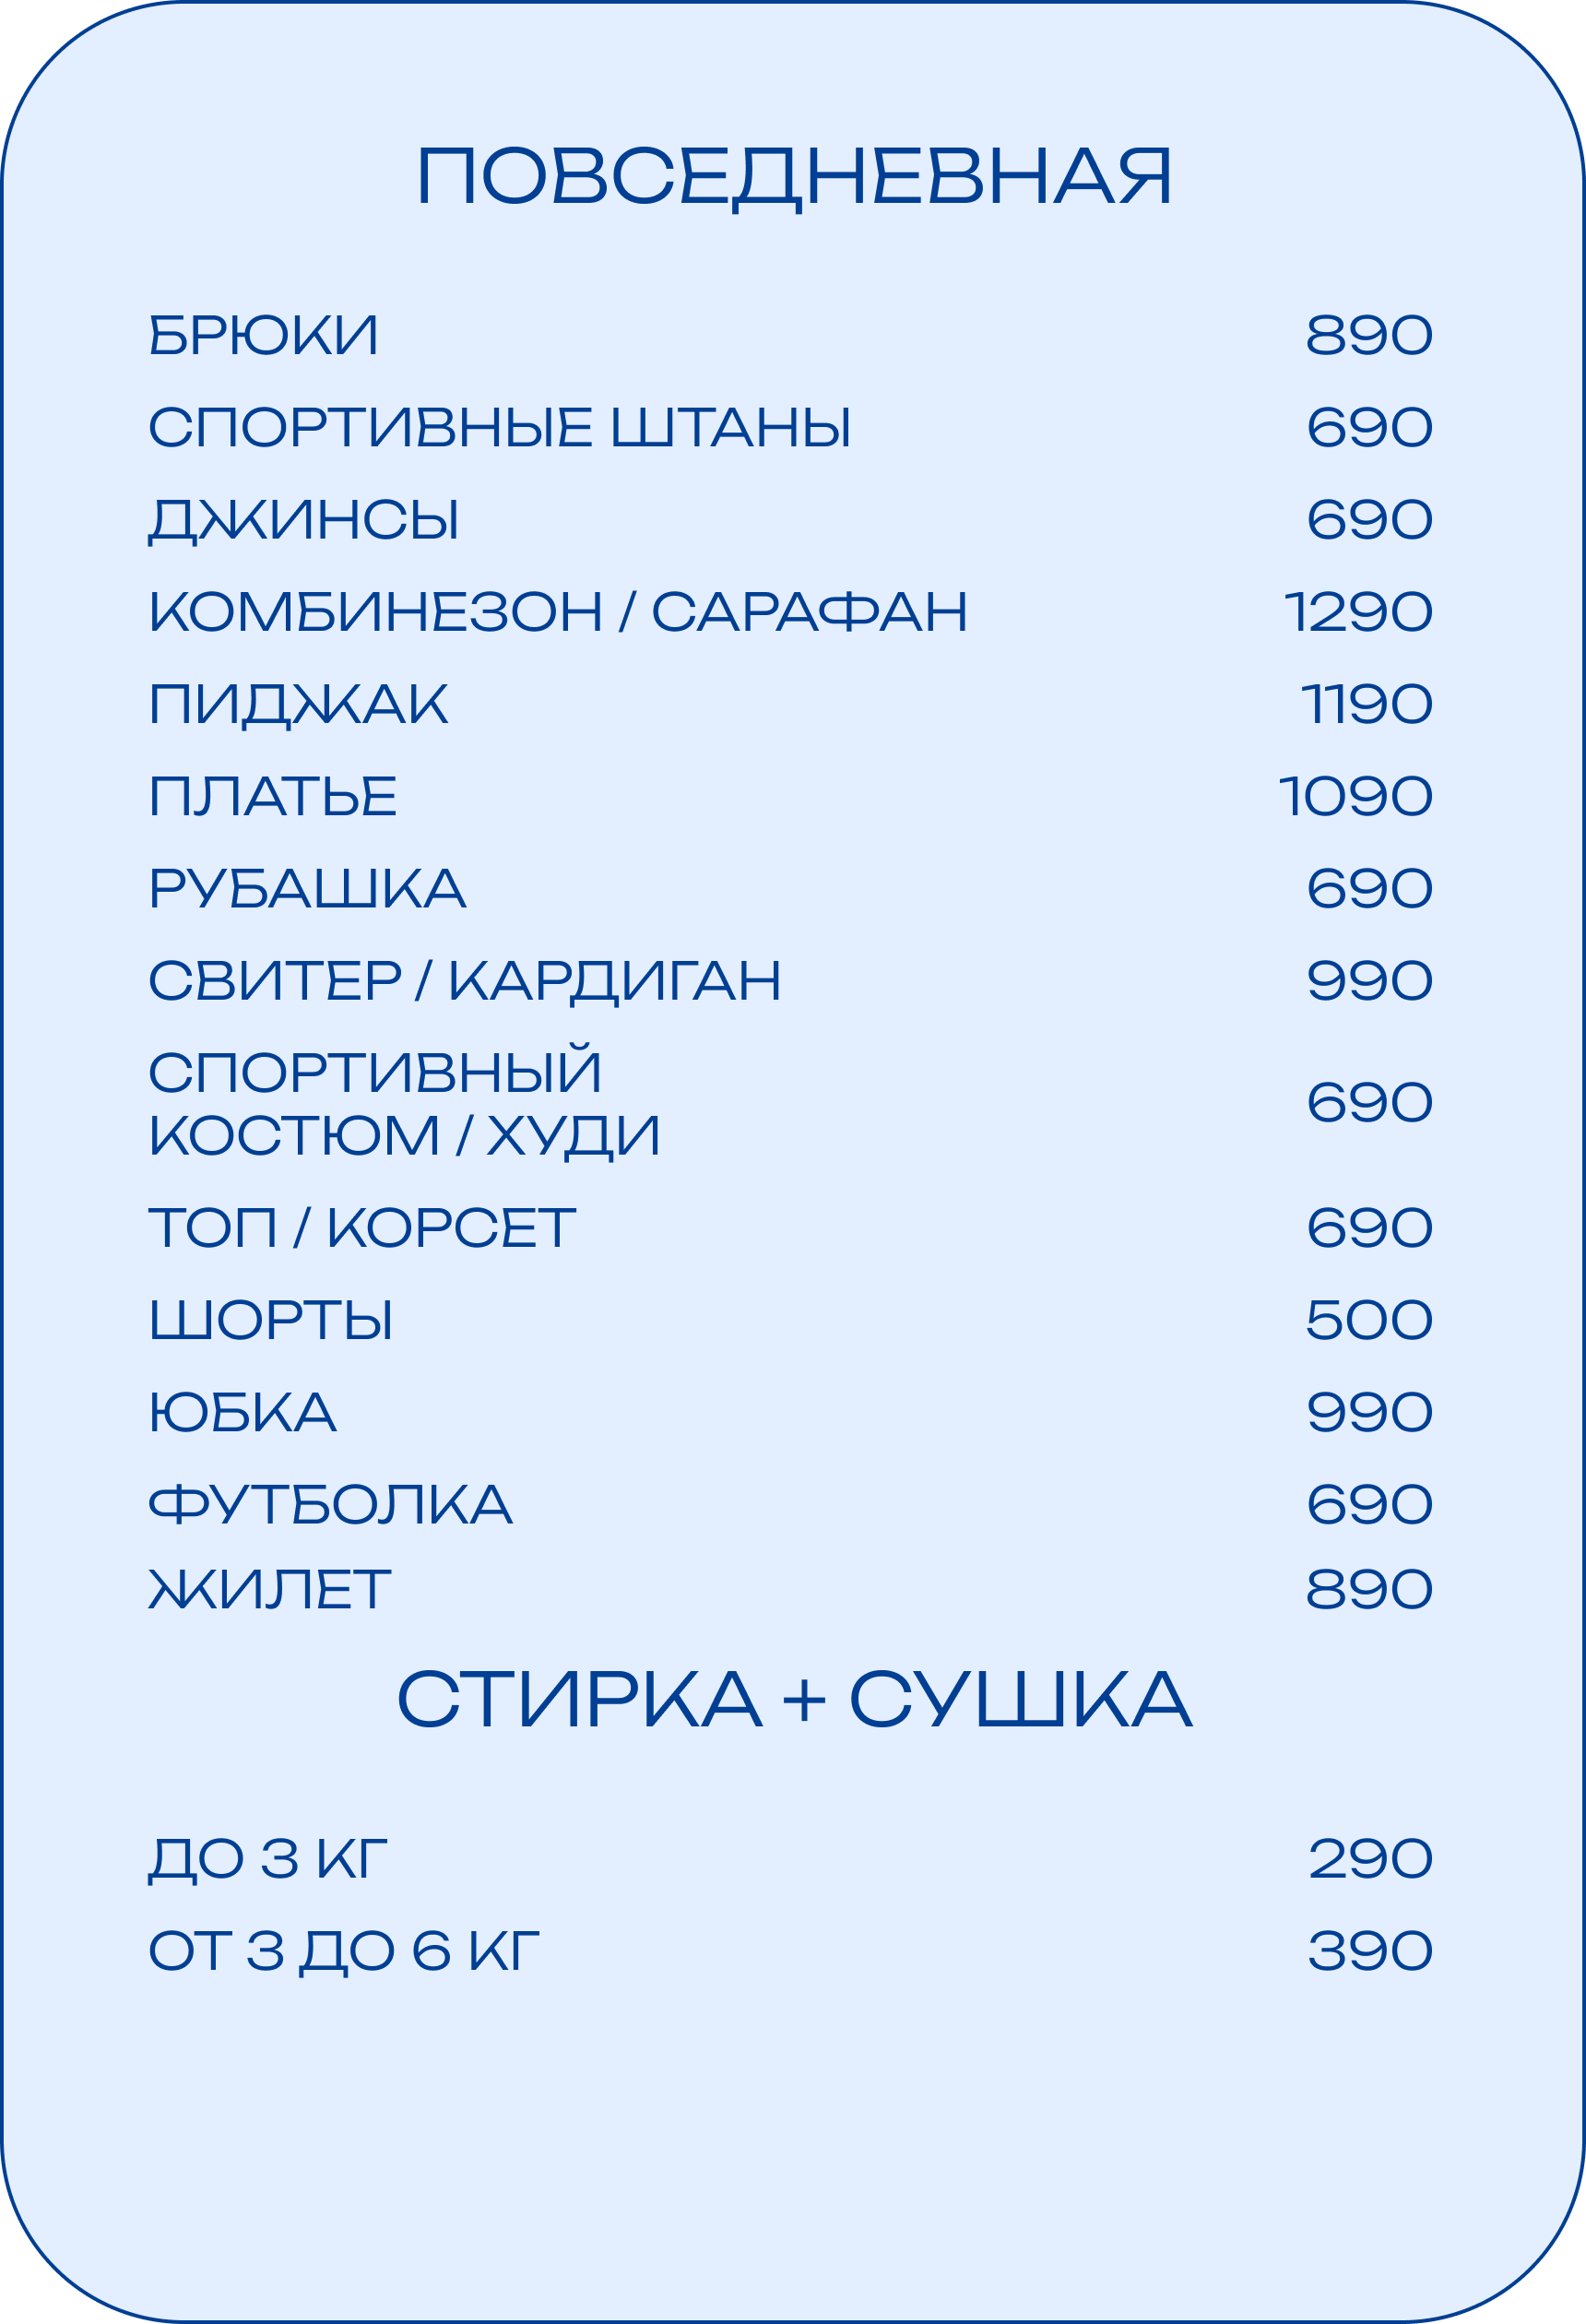 ПОВСЕДНЕВНАЯ
БРЮКИ 890
СПОРТИВНЫЕ ШТАНЫ 690
ДЖИНСЫ 690
КОМБИНЕЗОН / САРАФАН 1290
ПИДЖАК 1190
ПЛАТЬЕ 1090
РУБАШКА 690
СВИТЕР / КАРДИГАН 990
СПОРТИВНЫЙ
КОСТЮМ / ХУДИ 690
ТОП / КОРСЕТ 690
ШОРТЫ 500
ЮБКА 990
ФУТБОЛКА 690
ЖИЛЕТ 890
СТИРКА + СУШКА
ДО 3 КГ 290
ОТ 3 ДО 6 КГ 390